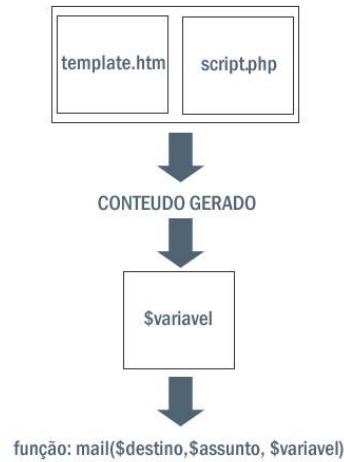 template.htm
script.php
CONTEUDO GERADO
$variavel
função: mail($destino,$assunto, $variavel)